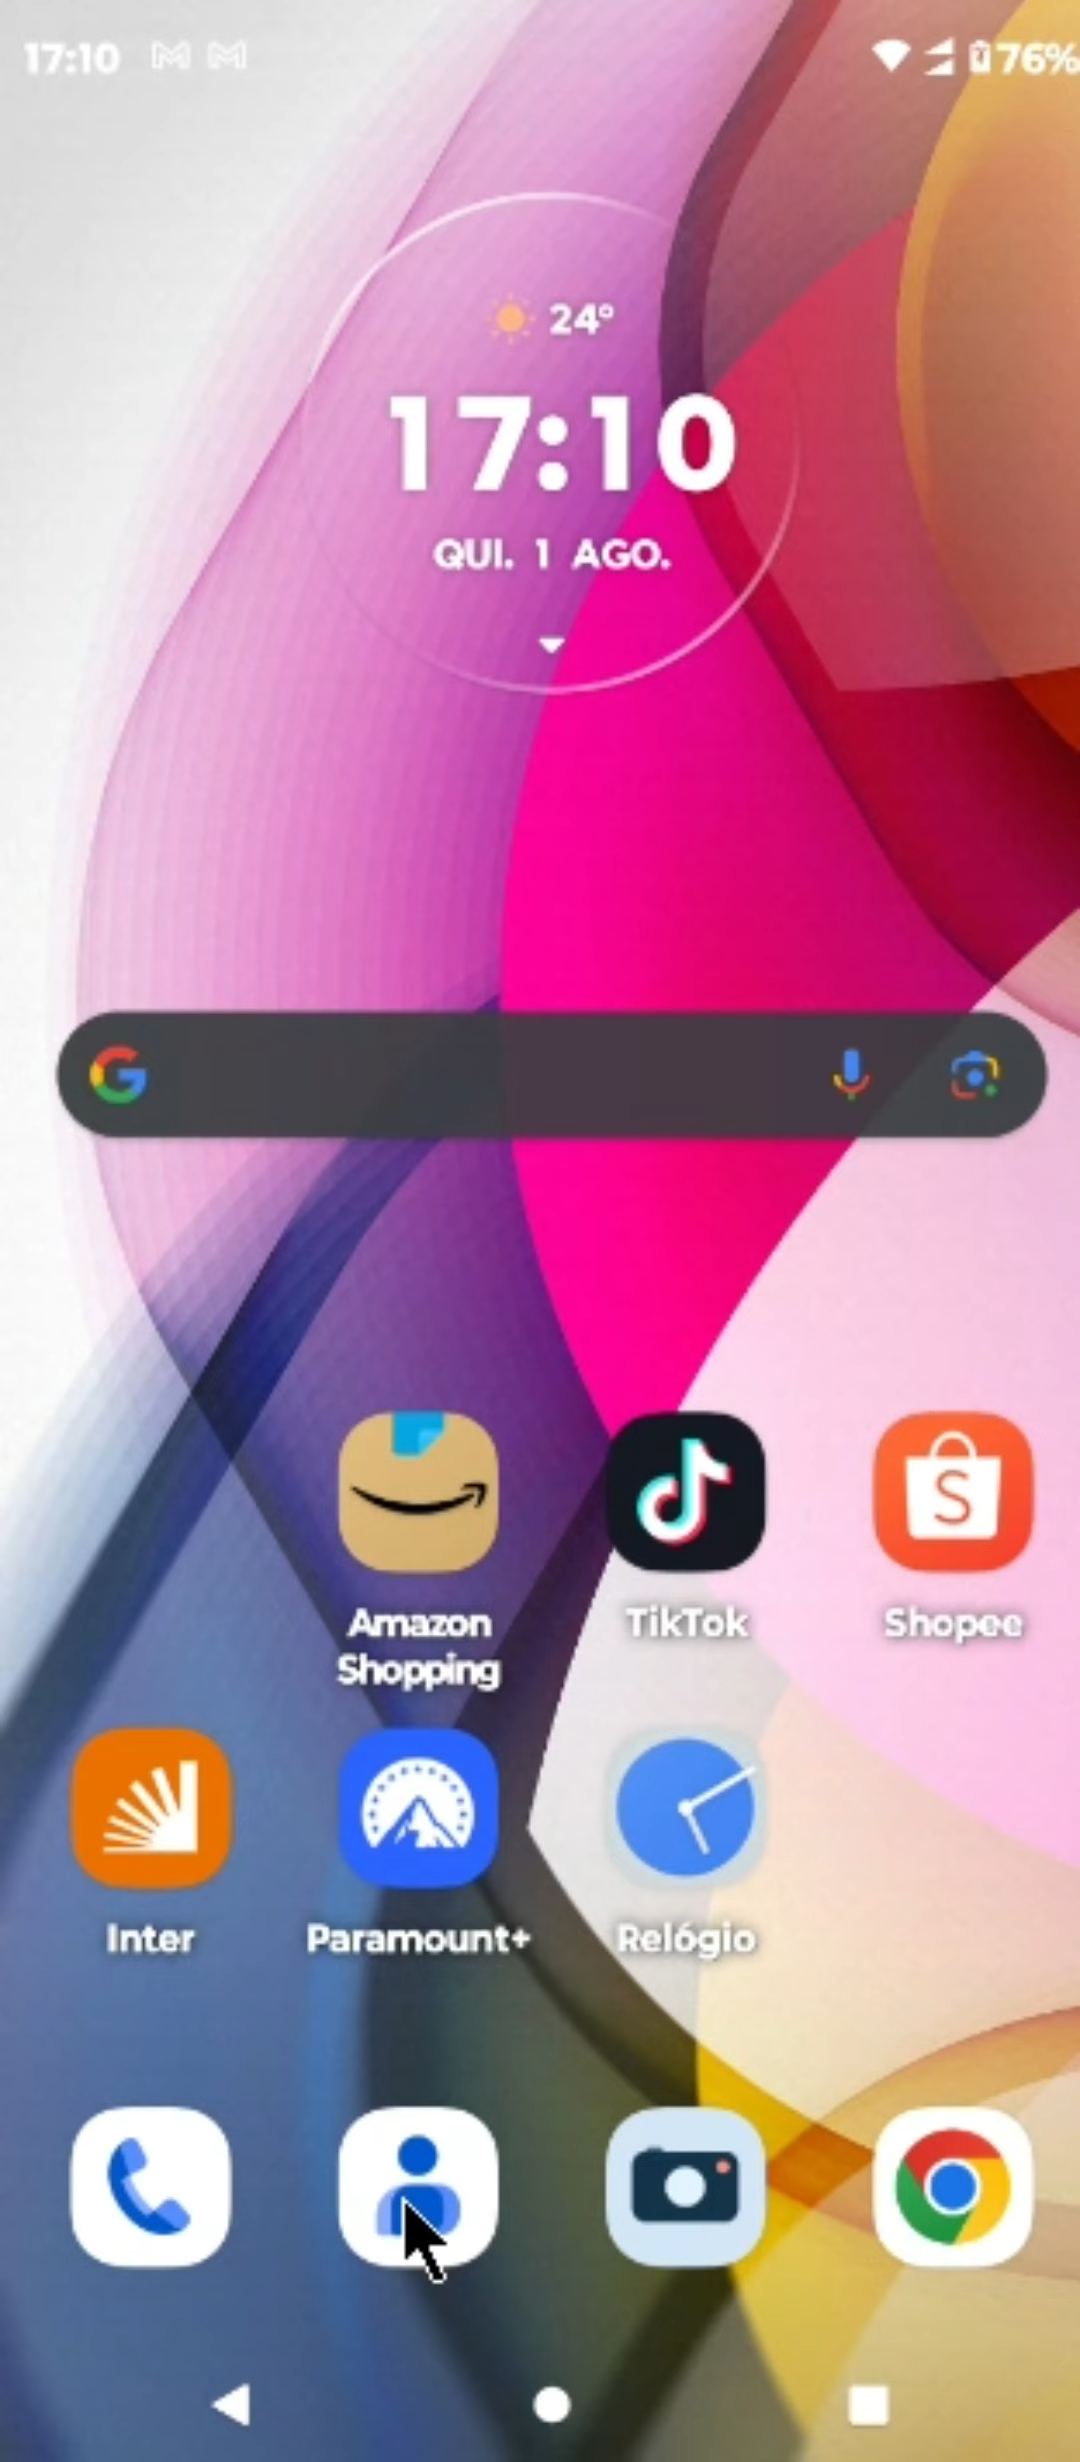 17:10 76%
24°
17:10
QUI. 1 AGO.
Amazon Shopping
TikTok
Shopee
Inter
Paramount+
Relógio